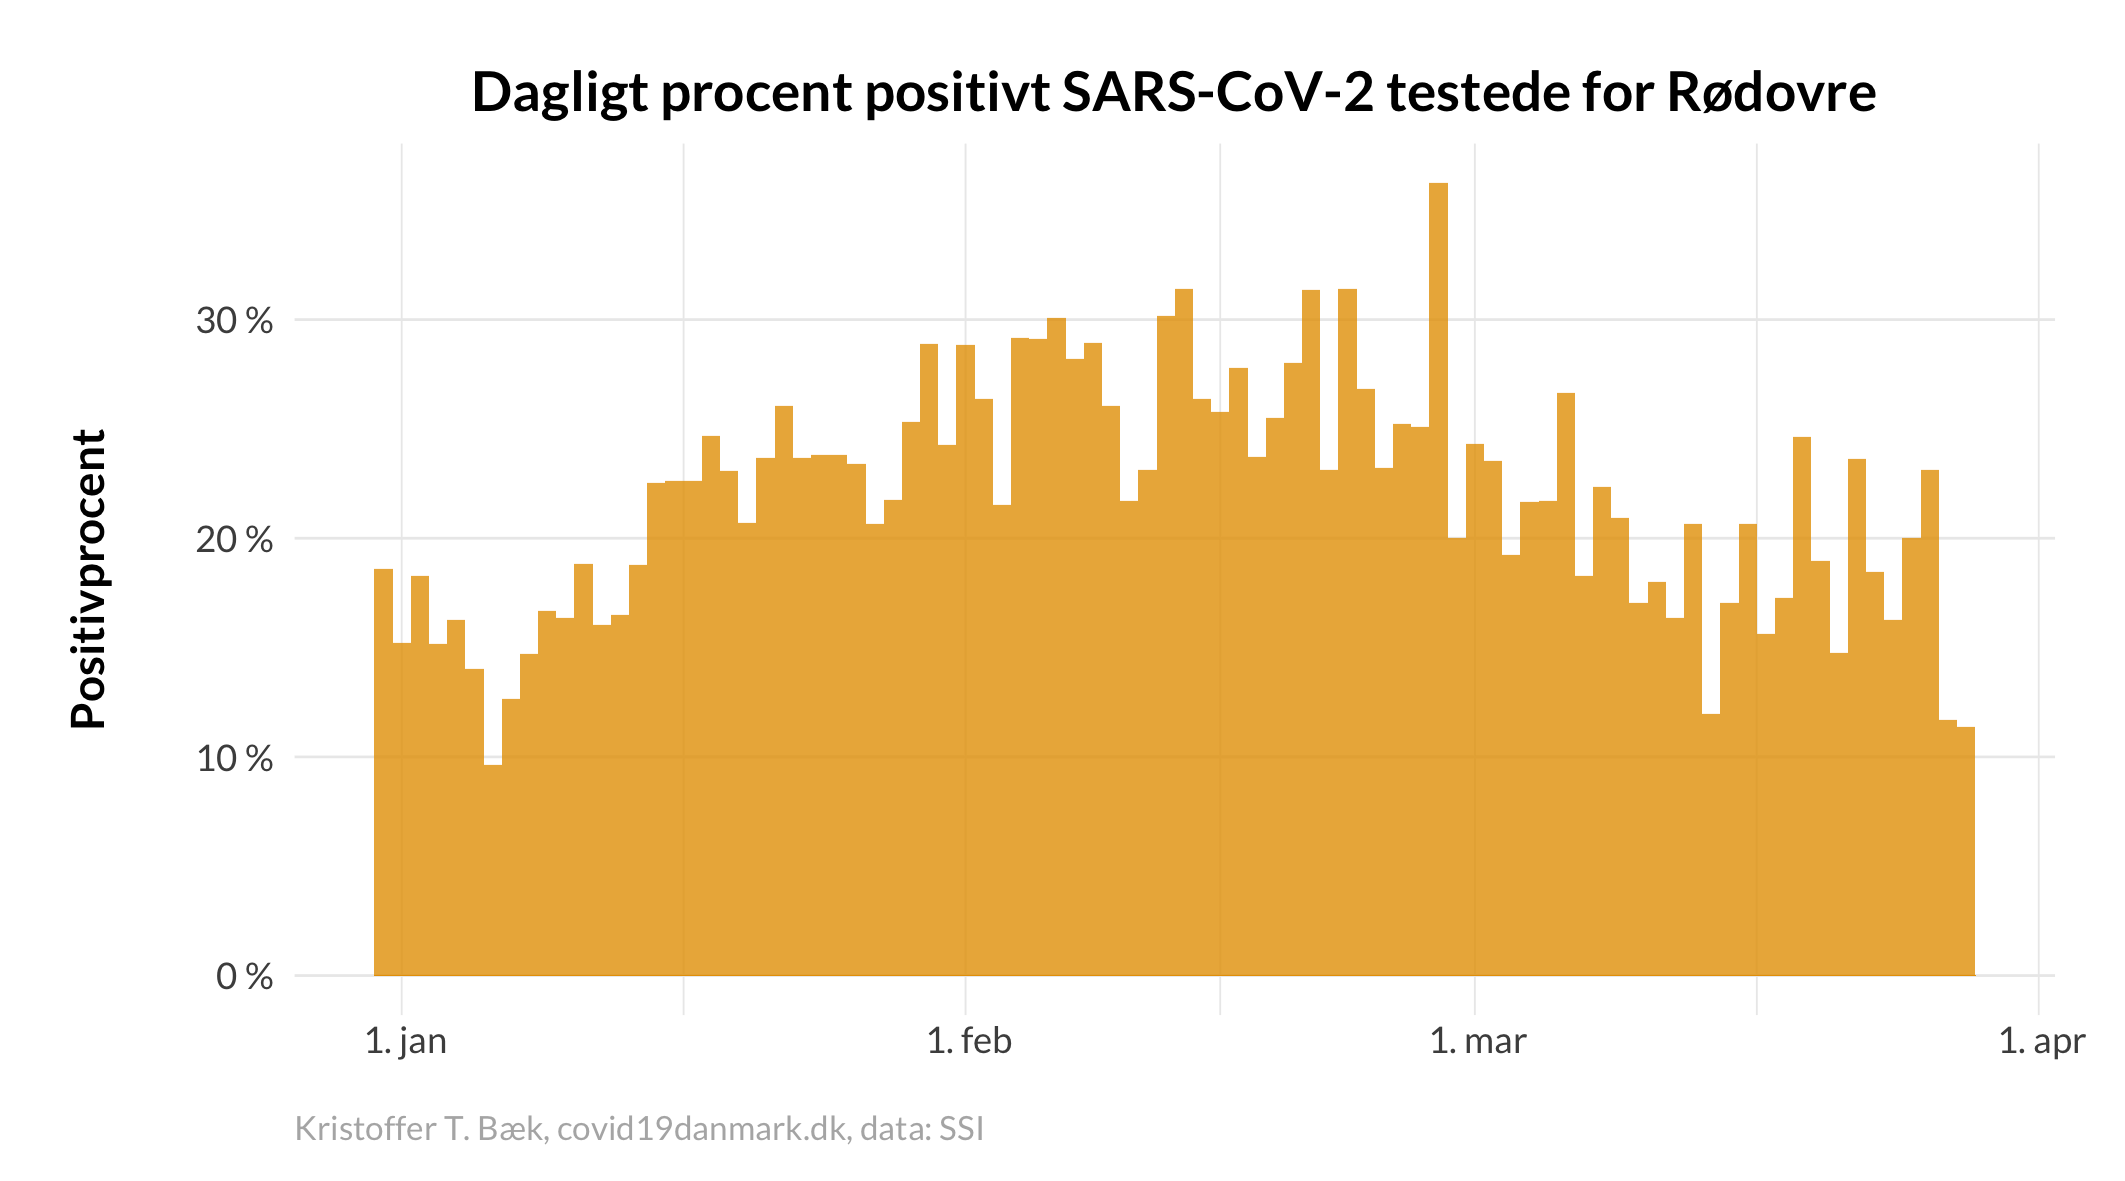 Dagligt procent positivt SARS-CoV-2 testede for Rødovre
Positivprocent
30 %
20 %
10 %
0 %
1. jan
1. feb
1. mar
1. apr
Kristoffer T. Bæk, covid19danmark.dk, data: SSI